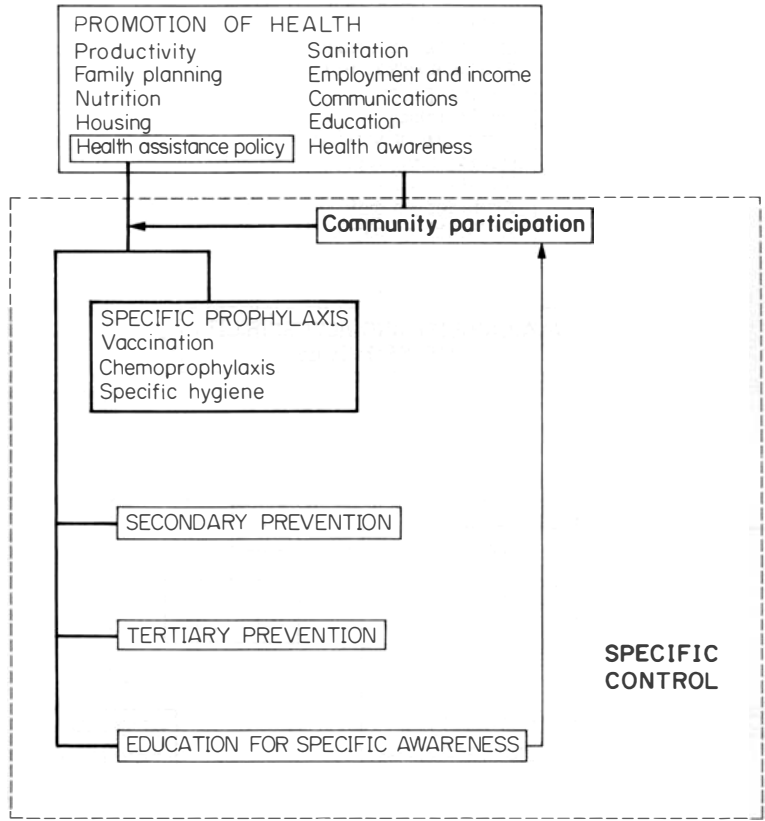 PROMOTION OF HEALTH
Productivity
Family planning
Nutrition
Housing
Health assistance policy
Sanitation
Employment and income
Communications
Education
Health awareness
Community participation
SPECIFIC PROPHYLAXIS
Vaccination
Chemoprophylaxis
Specific hygiene
SECONDARY PREVENTION
TERTIARY PREVENTION
EDUCATION FOR SPECIFIC AWARENESS
SPECIFIC
CONTROL